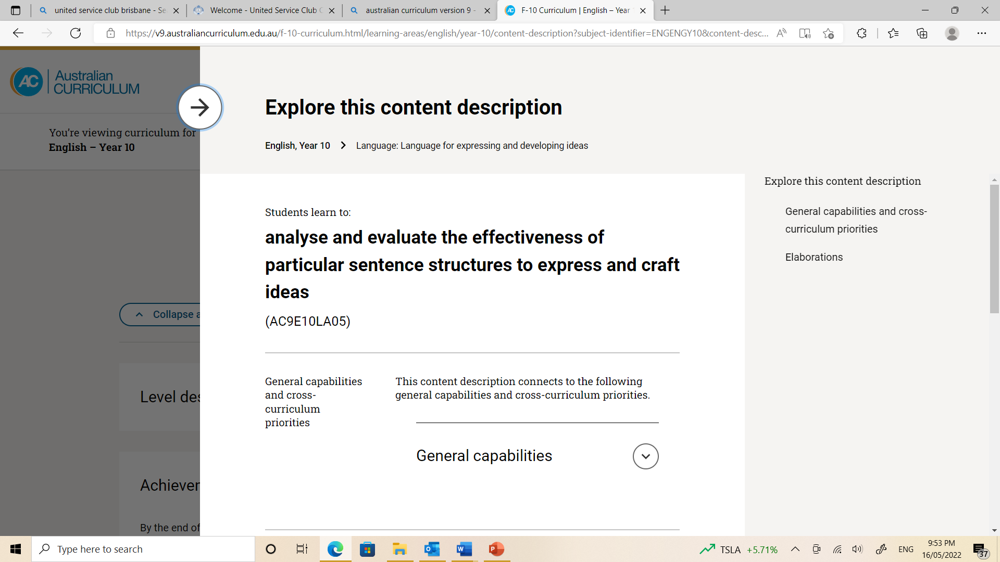 united service club brisbane - Se
Welcome - United Service Club
australian curriculum version 9 -
F-10 Curriculum | English – Year
https://v9.australiancurriculum.edu.au/f-10-curriculum.html/learning-areas/english/year-10/content-description?subject-identifier=ENGENGY10&content-desc...
AC
Australian
CURRICULUM
You’re viewing curriculum for
English – Year 10
Collapse a
Level des
Achiever
By the end of
Explore this content description
English, Year 10
Language: Language for expressing and developing ideas
Students learn to:
analyse and evaluate the effectiveness of
particular sentence structures to express and craft
ideas
(AC9E10LA05)
General capabilities
and cross-
curriculum
priorities
This content description connects to the following
general capabilities and cross-curriculum priorities.
General capabilities
Explore this content description
General capabilities and cross-
curriculum priorities
Elaborations
Type here to search
TSLA +5.71%
ENG
9:53 PM
16/05/2022
37